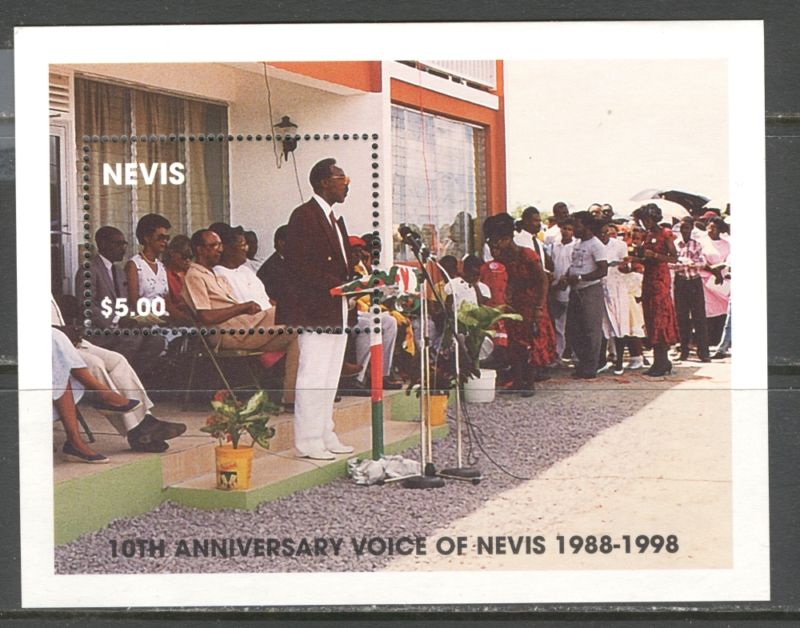 NEVIS
$5.00
10TH ANNIVERSARY VOICE OF NEVIS 1988-1998